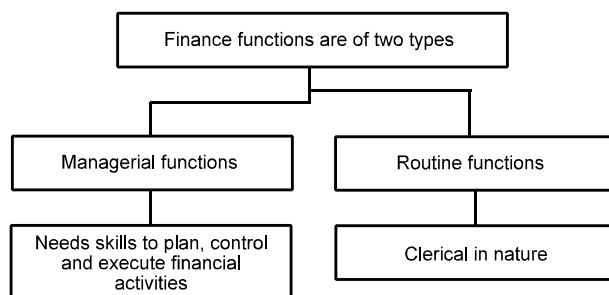 Finance functions are of two types
Managerial functions
Routine functions
Needs skills to plan, control
and execute financial
activities
Clerical in nature